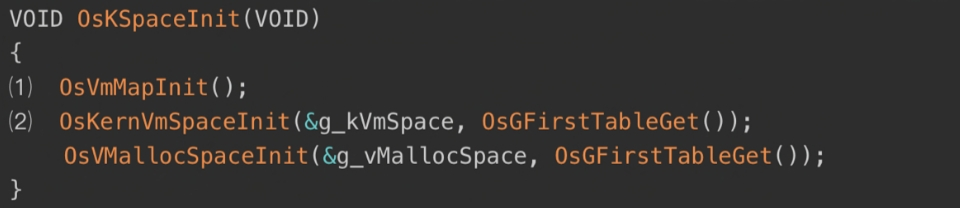 VOID OsKSpaceInit(VOID)
{
⑴  OsVmMapInit();
⑵  OsKernVmSpaceInit(&g_kVmSpace, OsGFirstTableGet());
    OsVMallocSpaceInit(&g_vMallocSpace, OsGFirstTableGet());
}